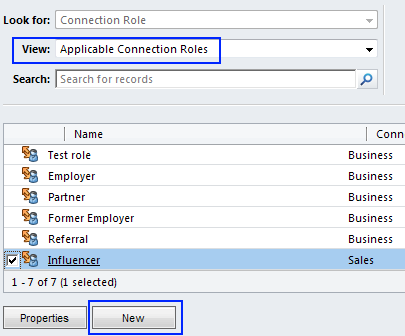 Look for: Connection Role
View: Applicable Connection Roles
Search: Search for records
Name Conn
Test role Business
Employer Business
Partner Business
Former Employer Business
Referral Business
Influencer Sales
1 - 7 of 7 (1 selected)
Properties New